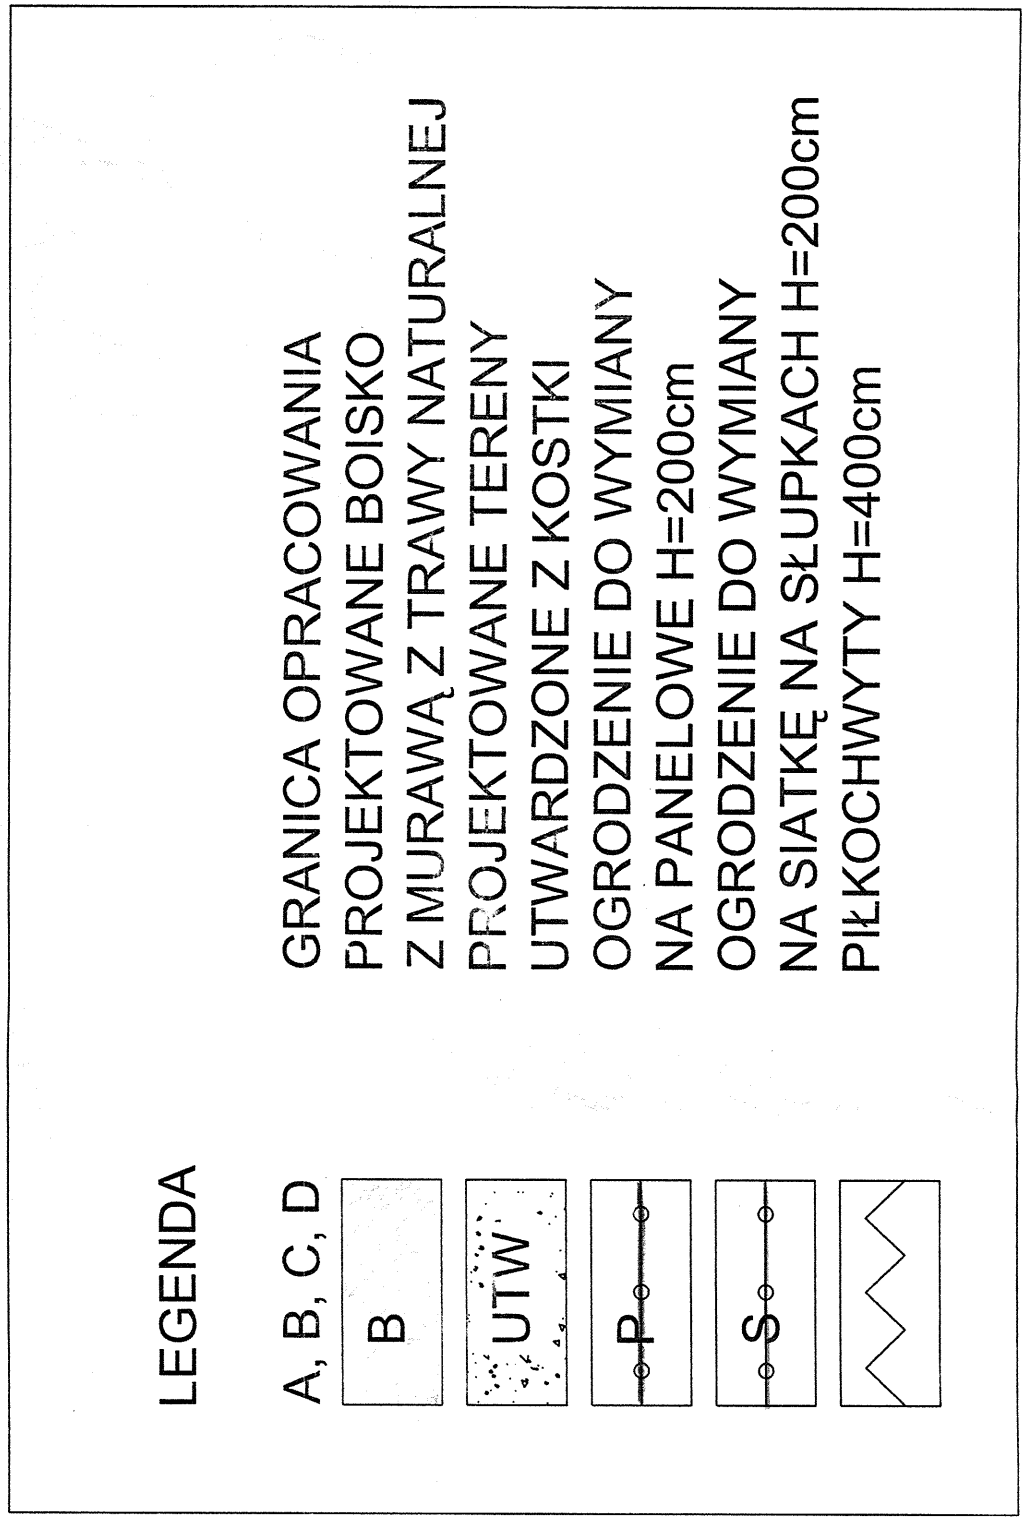 LEGENDA
A, B, C, D GRANICA OPRACOWANIA
B PROJEKTOWANE BOISKO
Z MURAWĄ Z TRAWY NATURALNEJ
PROJEKTOWANE TERENY
UTW UTWARDZONE Z KOSTKI
P OGRODZENIE DO WYMIANY
NA PANELOWE H=200cm
S OGRODZENIE DO WYMIANY
NA SIATKĘ NA SŁUPKACH H=200cm
PIŁKOCHWYTY H=400cm